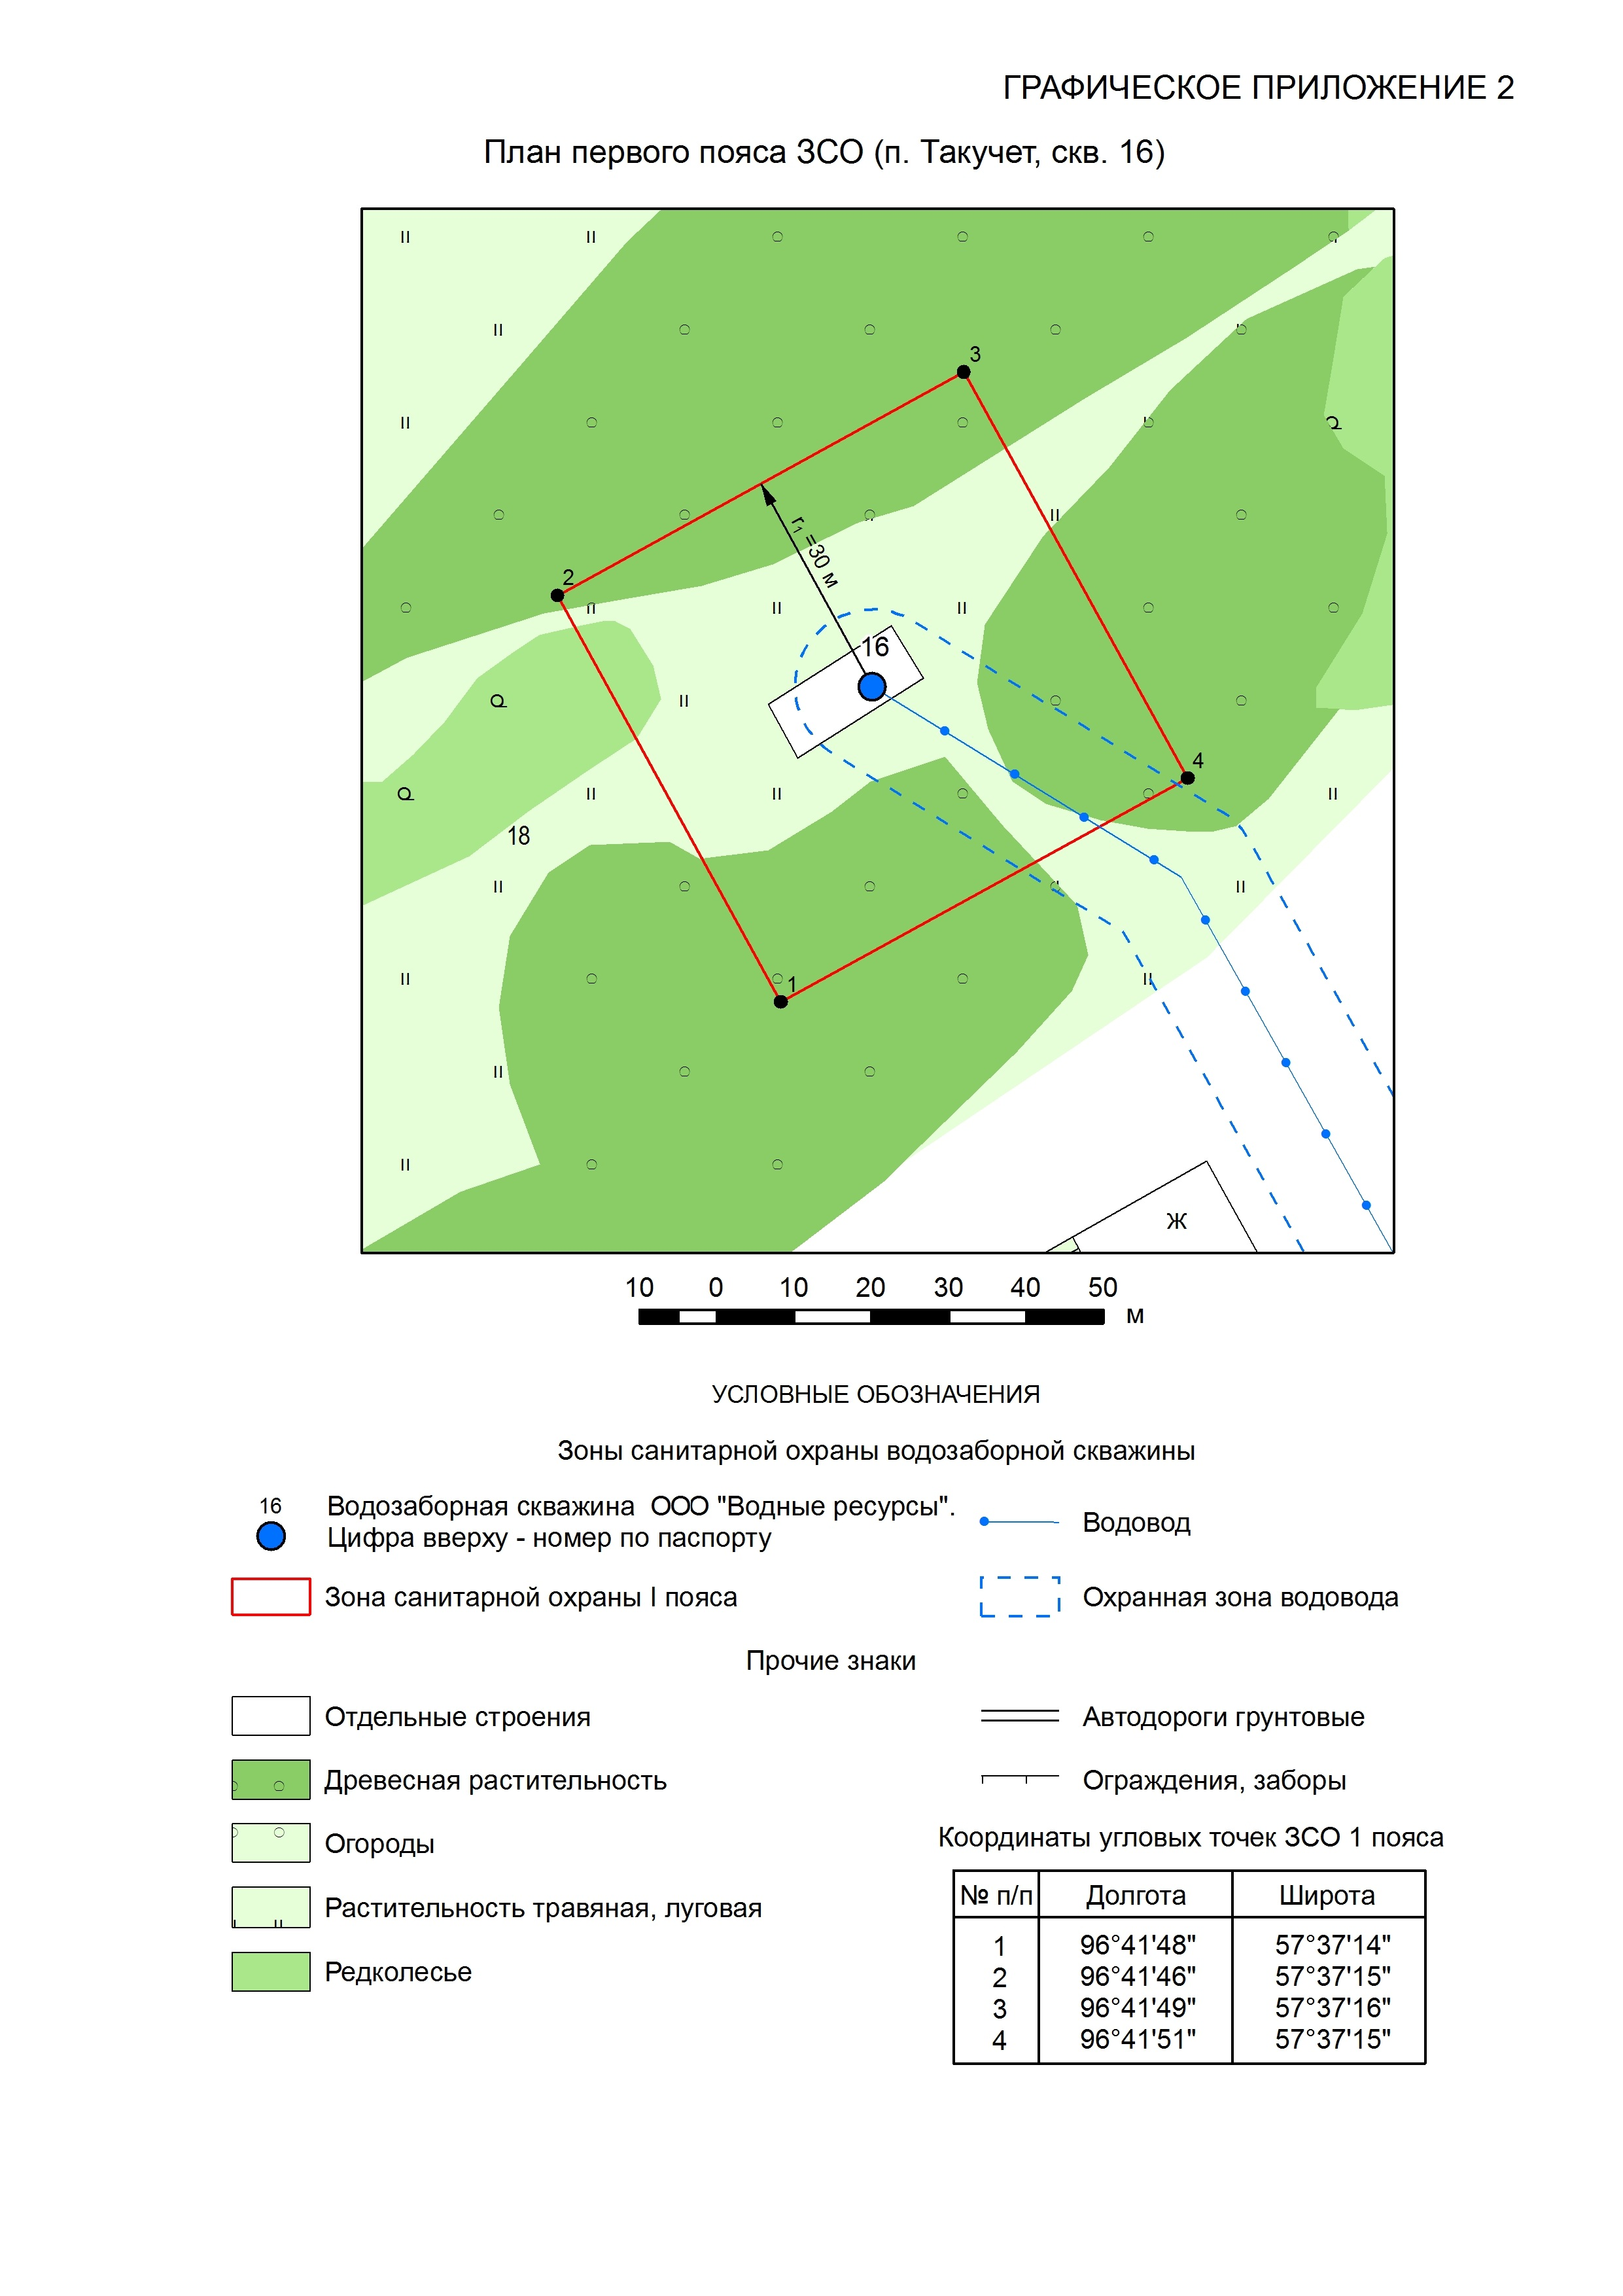 ГРАФИЧЕСКОЕ ПРИЛОЖЕНИЕ 2
План первого пояса ЗСО (п. Такучет, скв. 16)
3
2
r1 =30 м
16
4
18
1
Ж
10 0 10 20 30 40 50 м
УСЛОВНЫЕ ОБОЗНАЧЕНИЯ
Зоны санитарной охраны водозаборной скважины
16
Водозаборная скважина ООО "Водные ресурсы".
Цифра вверху - номер по паспорту
Водовод
Зона санитарной охраны I пояса
Охранная зона водовода
Прочие знаки
Отдельные строения
Автодороги грунтовые
Древесная растительность
Ограждения, заборы
Огороды
Растительность травяная, луговая
Редколесье
Координаты угловых точек ЗСО 1 пояса
№ п/п Долгота Широта
1 96°41'48" 57°37'14"
2 96°41'46" 57°37'15"
3 96°41'49" 57°37'16"
4 96°41'51" 57°37'15"